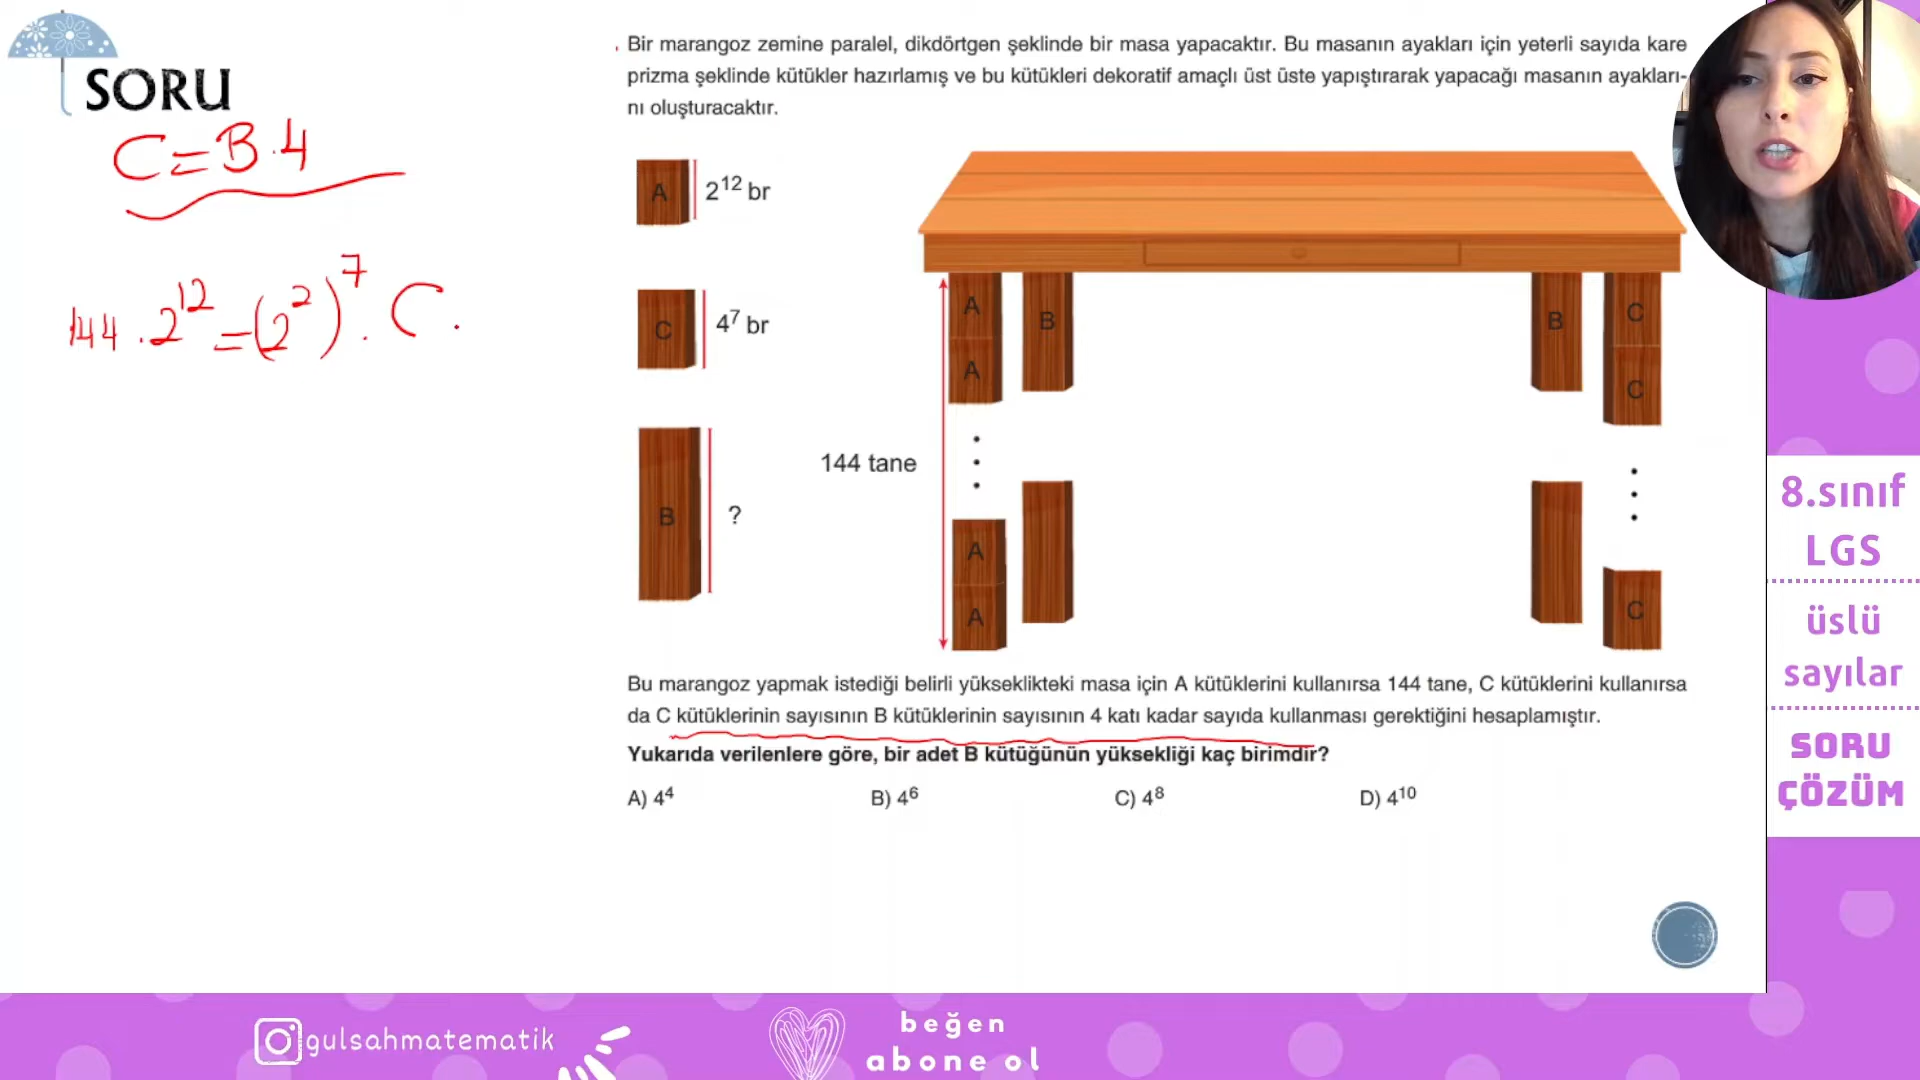 SORU
C=B.4
144.2^12=(2^2)^7.C.
Bir marangoz zemine paralel, dikdörtgen şeklinde bir masa yapacaktır. Bu masanın ayakları için yeterli sayıda kare
prizma şeklinde kütükler hazırlamış ve bu kütükleri dekoratif amaçlı üst üste yapıştırarak yapacağı masanın ayakları-
nı oluşturacaktır.
A 2^12 br
C 4^7 br
B ?
144 tane
A B B C
A C
A
A C
Bu marangoz yapmak istediği belirli yükseklikteki masa için A kütüklerini kullanırsa 144 tane, C kütüklerini kullanırsa
da C kütüklerinin sayısının B kütüklerinin sayısının 4 katı kadar sayıda kullanması gerektiğini hesaplamıştır.
Yukarıda verilenlere göre, bir adet B kütüğünün yüksekliği kaç birimdir?
A) 4^4 B) 4^6 C) 4^8 D) 4^10
8.sınıf
LGS
üslü
sayılar
SORU
ÇÖZÜM
gulsahmatematik
beğen
abone ol